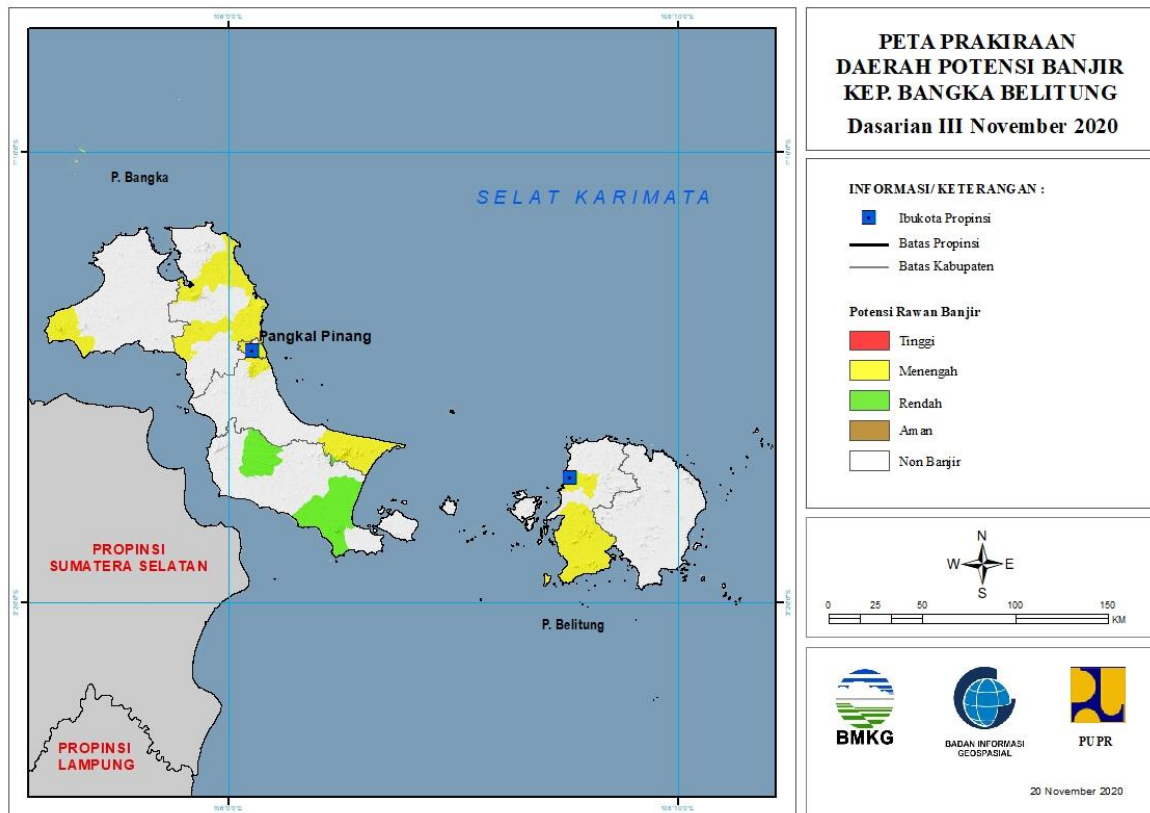 PETA PRAKIRAAN
DAERAH POTENSI BANJIR
KEP. BANGKA BELITUNG
Dasarian III November 2020
P. Bangka
SELAT KARIMATA
Pangkal Pinang
PROPINSI
SUMATERA SELATAN
P. Belitung
PROPINSI
LAMPUNG
INFORMASI/ KETERANGAN :
Ibukota Propinsi
Batas Propinsi
Batas Kabupaten
Potensi Rawan Banjir
Tinggi
Menengah
Rendah
Aman
Non Banjir
N
W E
S
0 25 50 100 150
KM
BMKG
BADAN INFORMASI
GEOSPASIAL
PUPR
20 November 2020